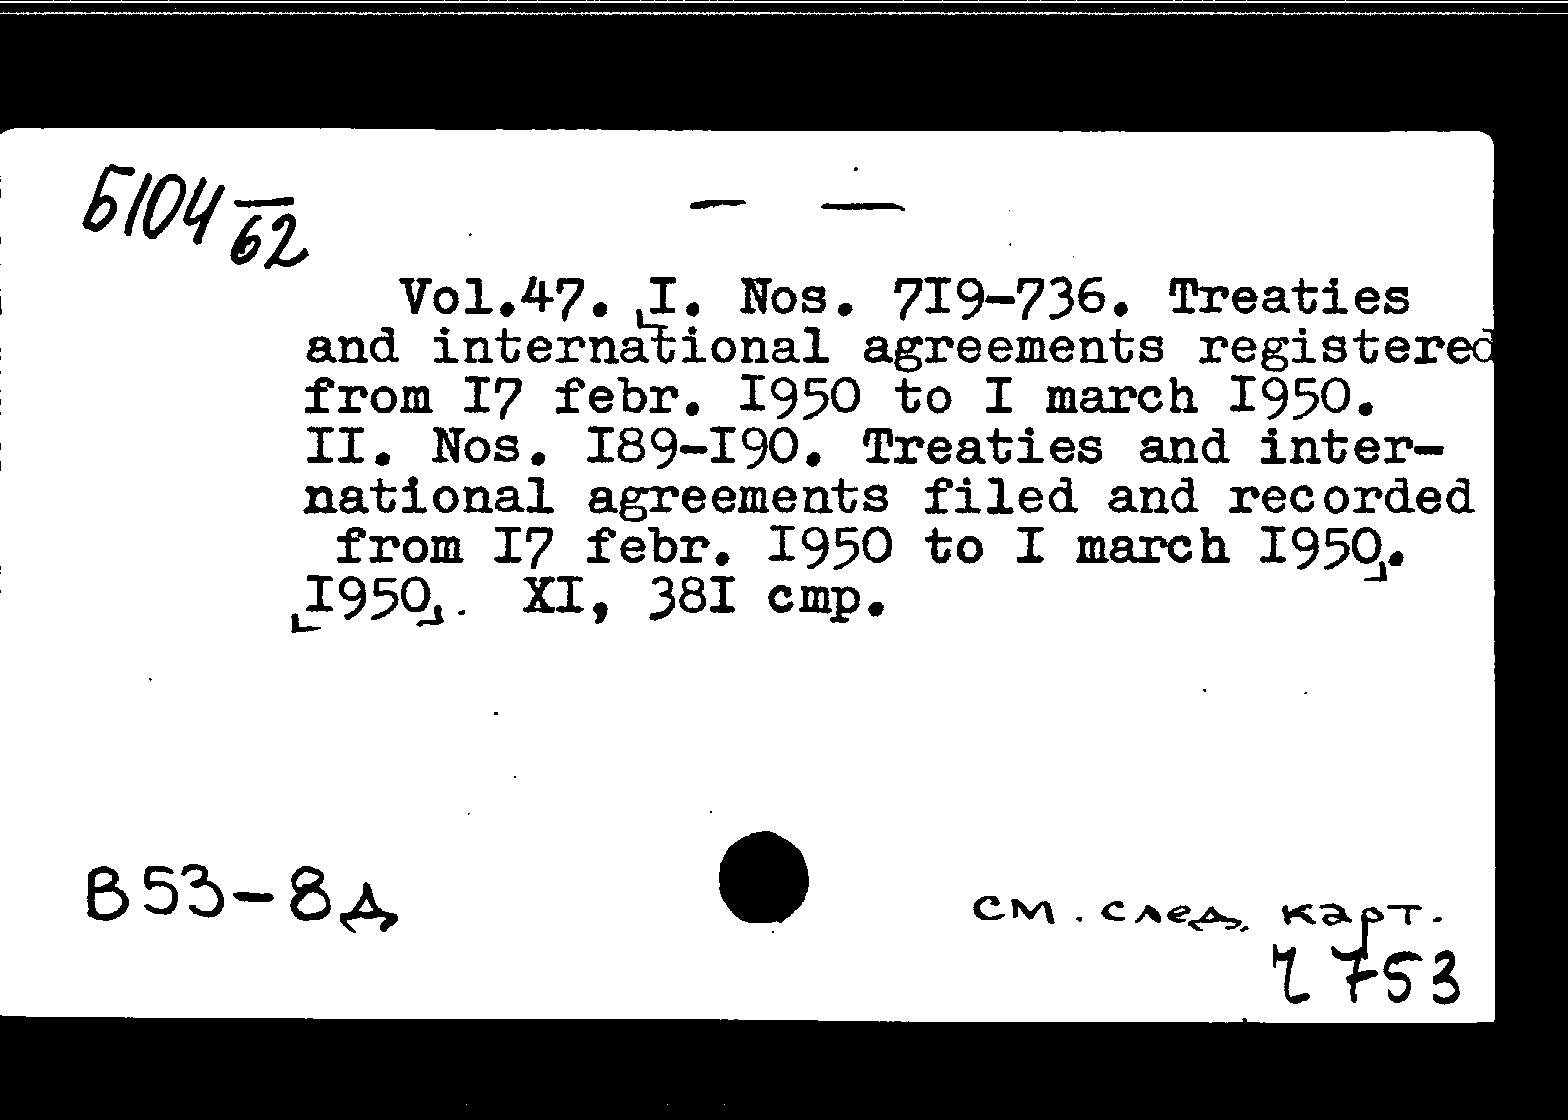 Б104 —/62
— —
Vol.47. [I. Nos. 7I9-736. Treaties
and international agreements registered
from I7 febr. I950 to I march I950.
II. Nos. I89-I90. Treaties and inter-
national agreements filed and recorded
from I7 febr. I950 to I march I950].
[I950]. XI, 38I стр.
В53-8д
см. след. карт.
753